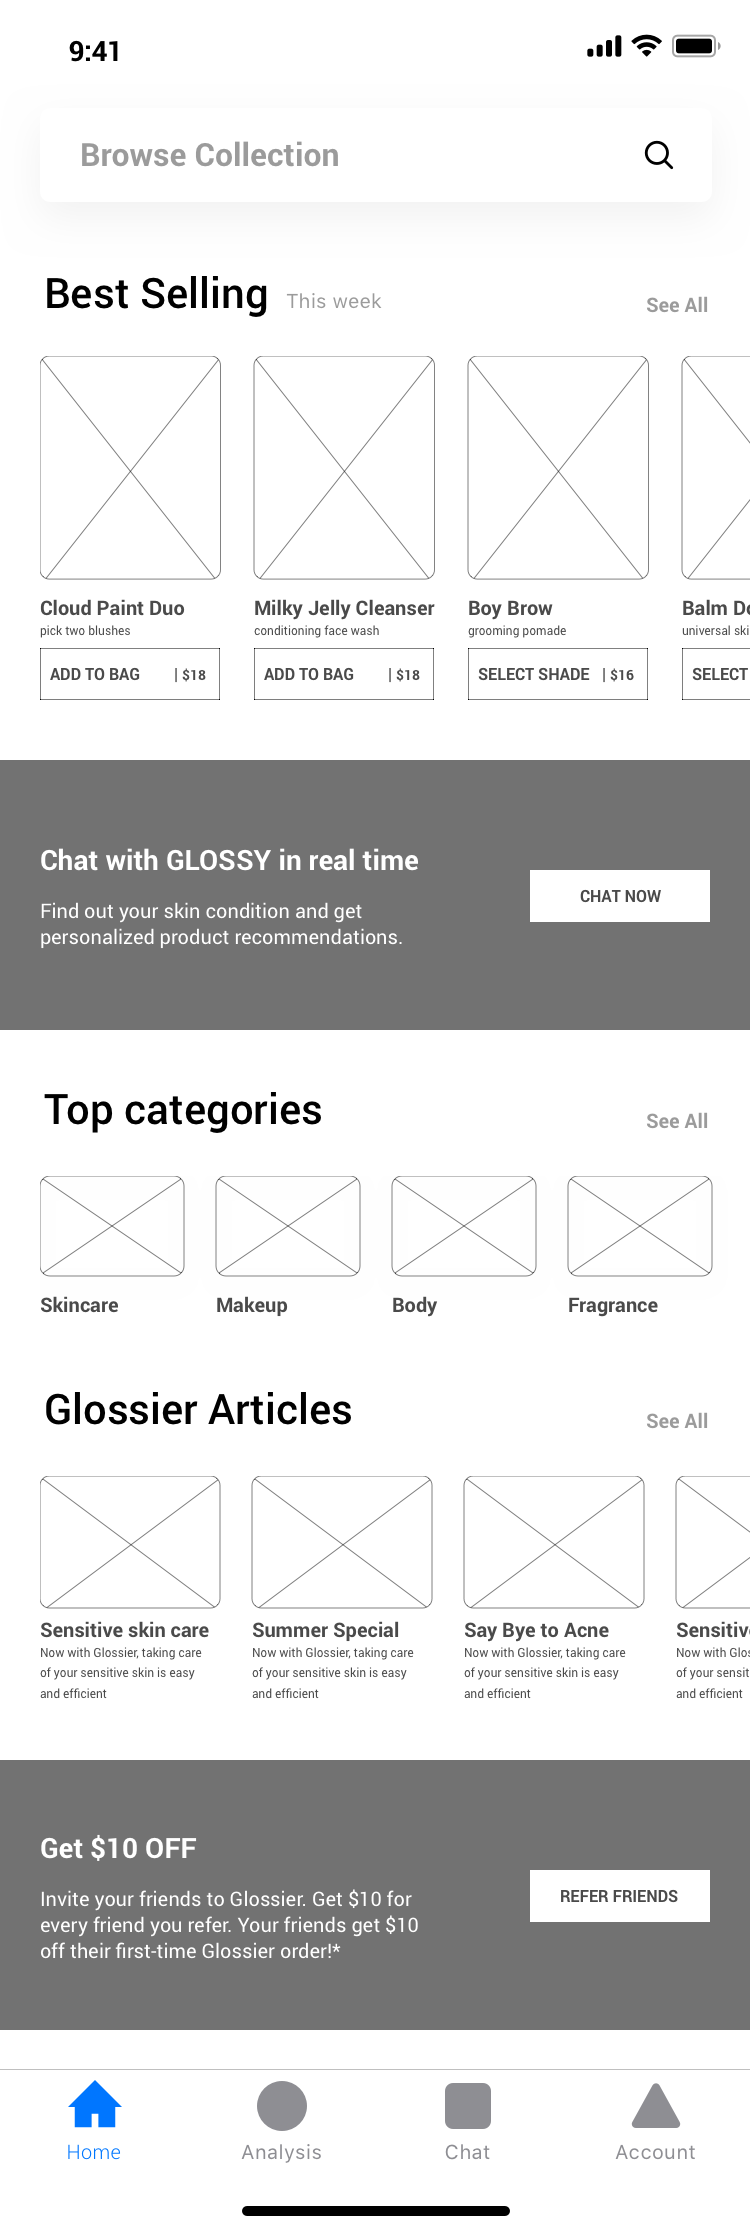 9:41
Browse Collection
Best Selling This week See All
Cloud Paint Duo Milky Jelly Cleanser Boy Brow Balm Do
pick two blushes conditioning face wash grooming pomade universal ski
ADD TO BAG | $18 ADD TO BAG | $18 SELECT SHADE | $16 SELECT
Chat with GLOSSY in real time
Find out your skin condition and get
personalized product recommendations.
CHAT NOW
Top categories See All
Skincare Makeup Body Fragrance
Glossier Articles See All
Sensitive skin care Summer Special Say Bye to Acne Sensitive
Now with Glossier, taking care Now with Glossier, taking care Now with Glossier, taking care Now with Glos
of your sensitive skin is easy of your sensitive skin is easy of your sensitive skin is easy of your sensit
and efficient and efficient and efficient and efficient
Get $10 OFF
Invite your friends to Glossier. Get $10 for
every friend you refer. Your friends get $10
off their first-time Glossier order!*
REFER FRIENDS
Home Analysis Chat Account